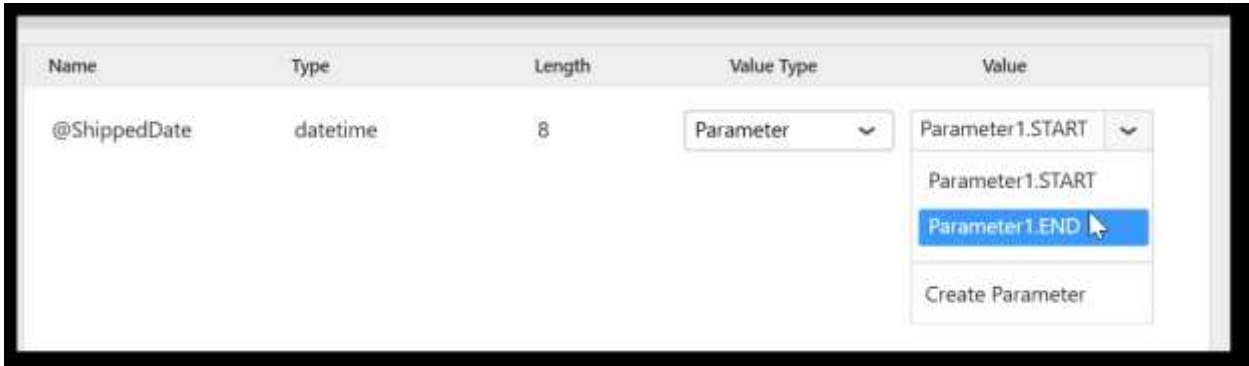 Name Type Length Value Type Value
@ShippedDate datetime 8 Parameter Parameter1.START
Parameter1.START
Parameter1.END
Create Parameter